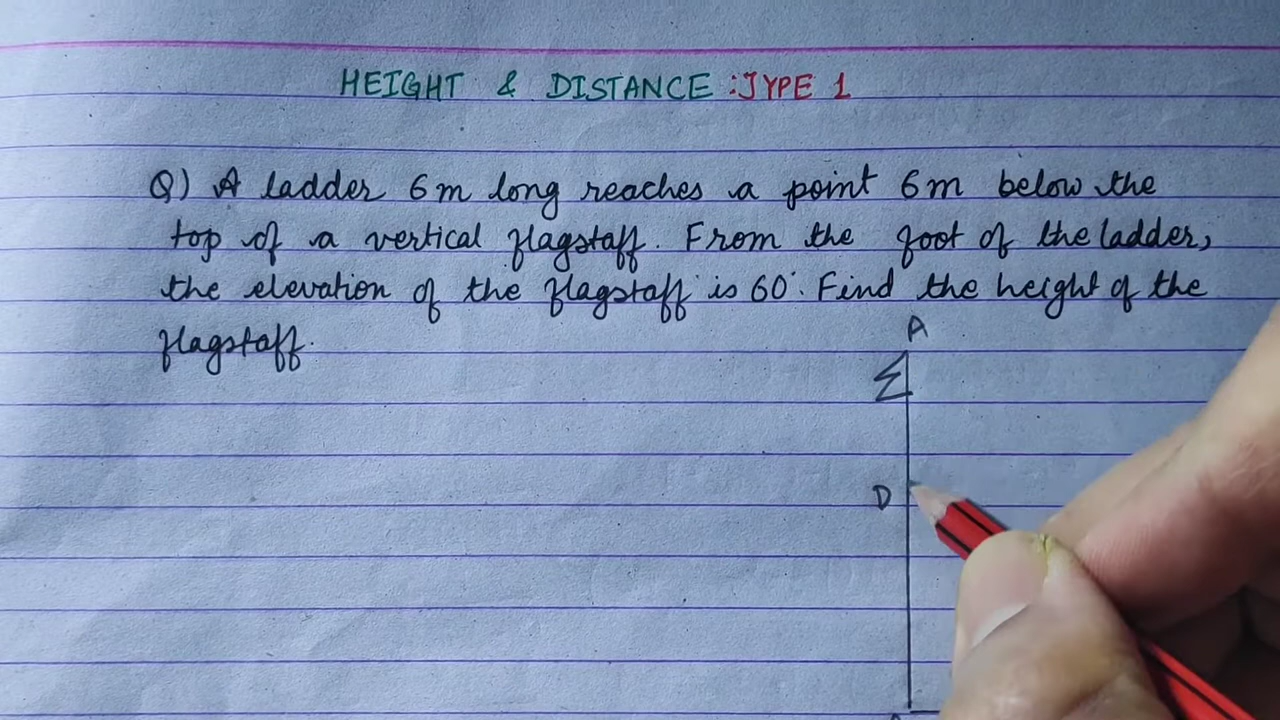 HEIGHT & DISTANCE : TYPE 1
Q) A ladder 6m long reaches a point 6m below the
top of a vertical flagstaff. From the foot of the ladder,
the elevation of the flagstaff is 60°. Find the height of the
flagstaff.
A
D